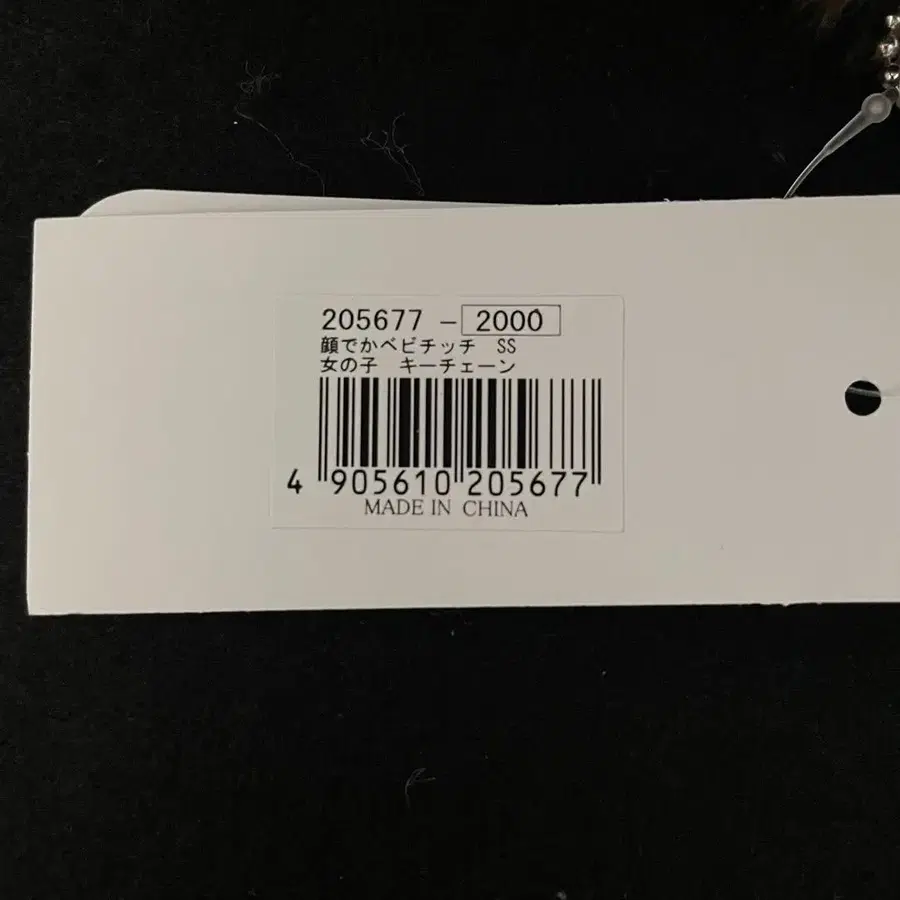 205677 - 2000
顔でかベビチッチ SS
女の子 キーチェーン
4 905610 205677
MADE IN CHINA